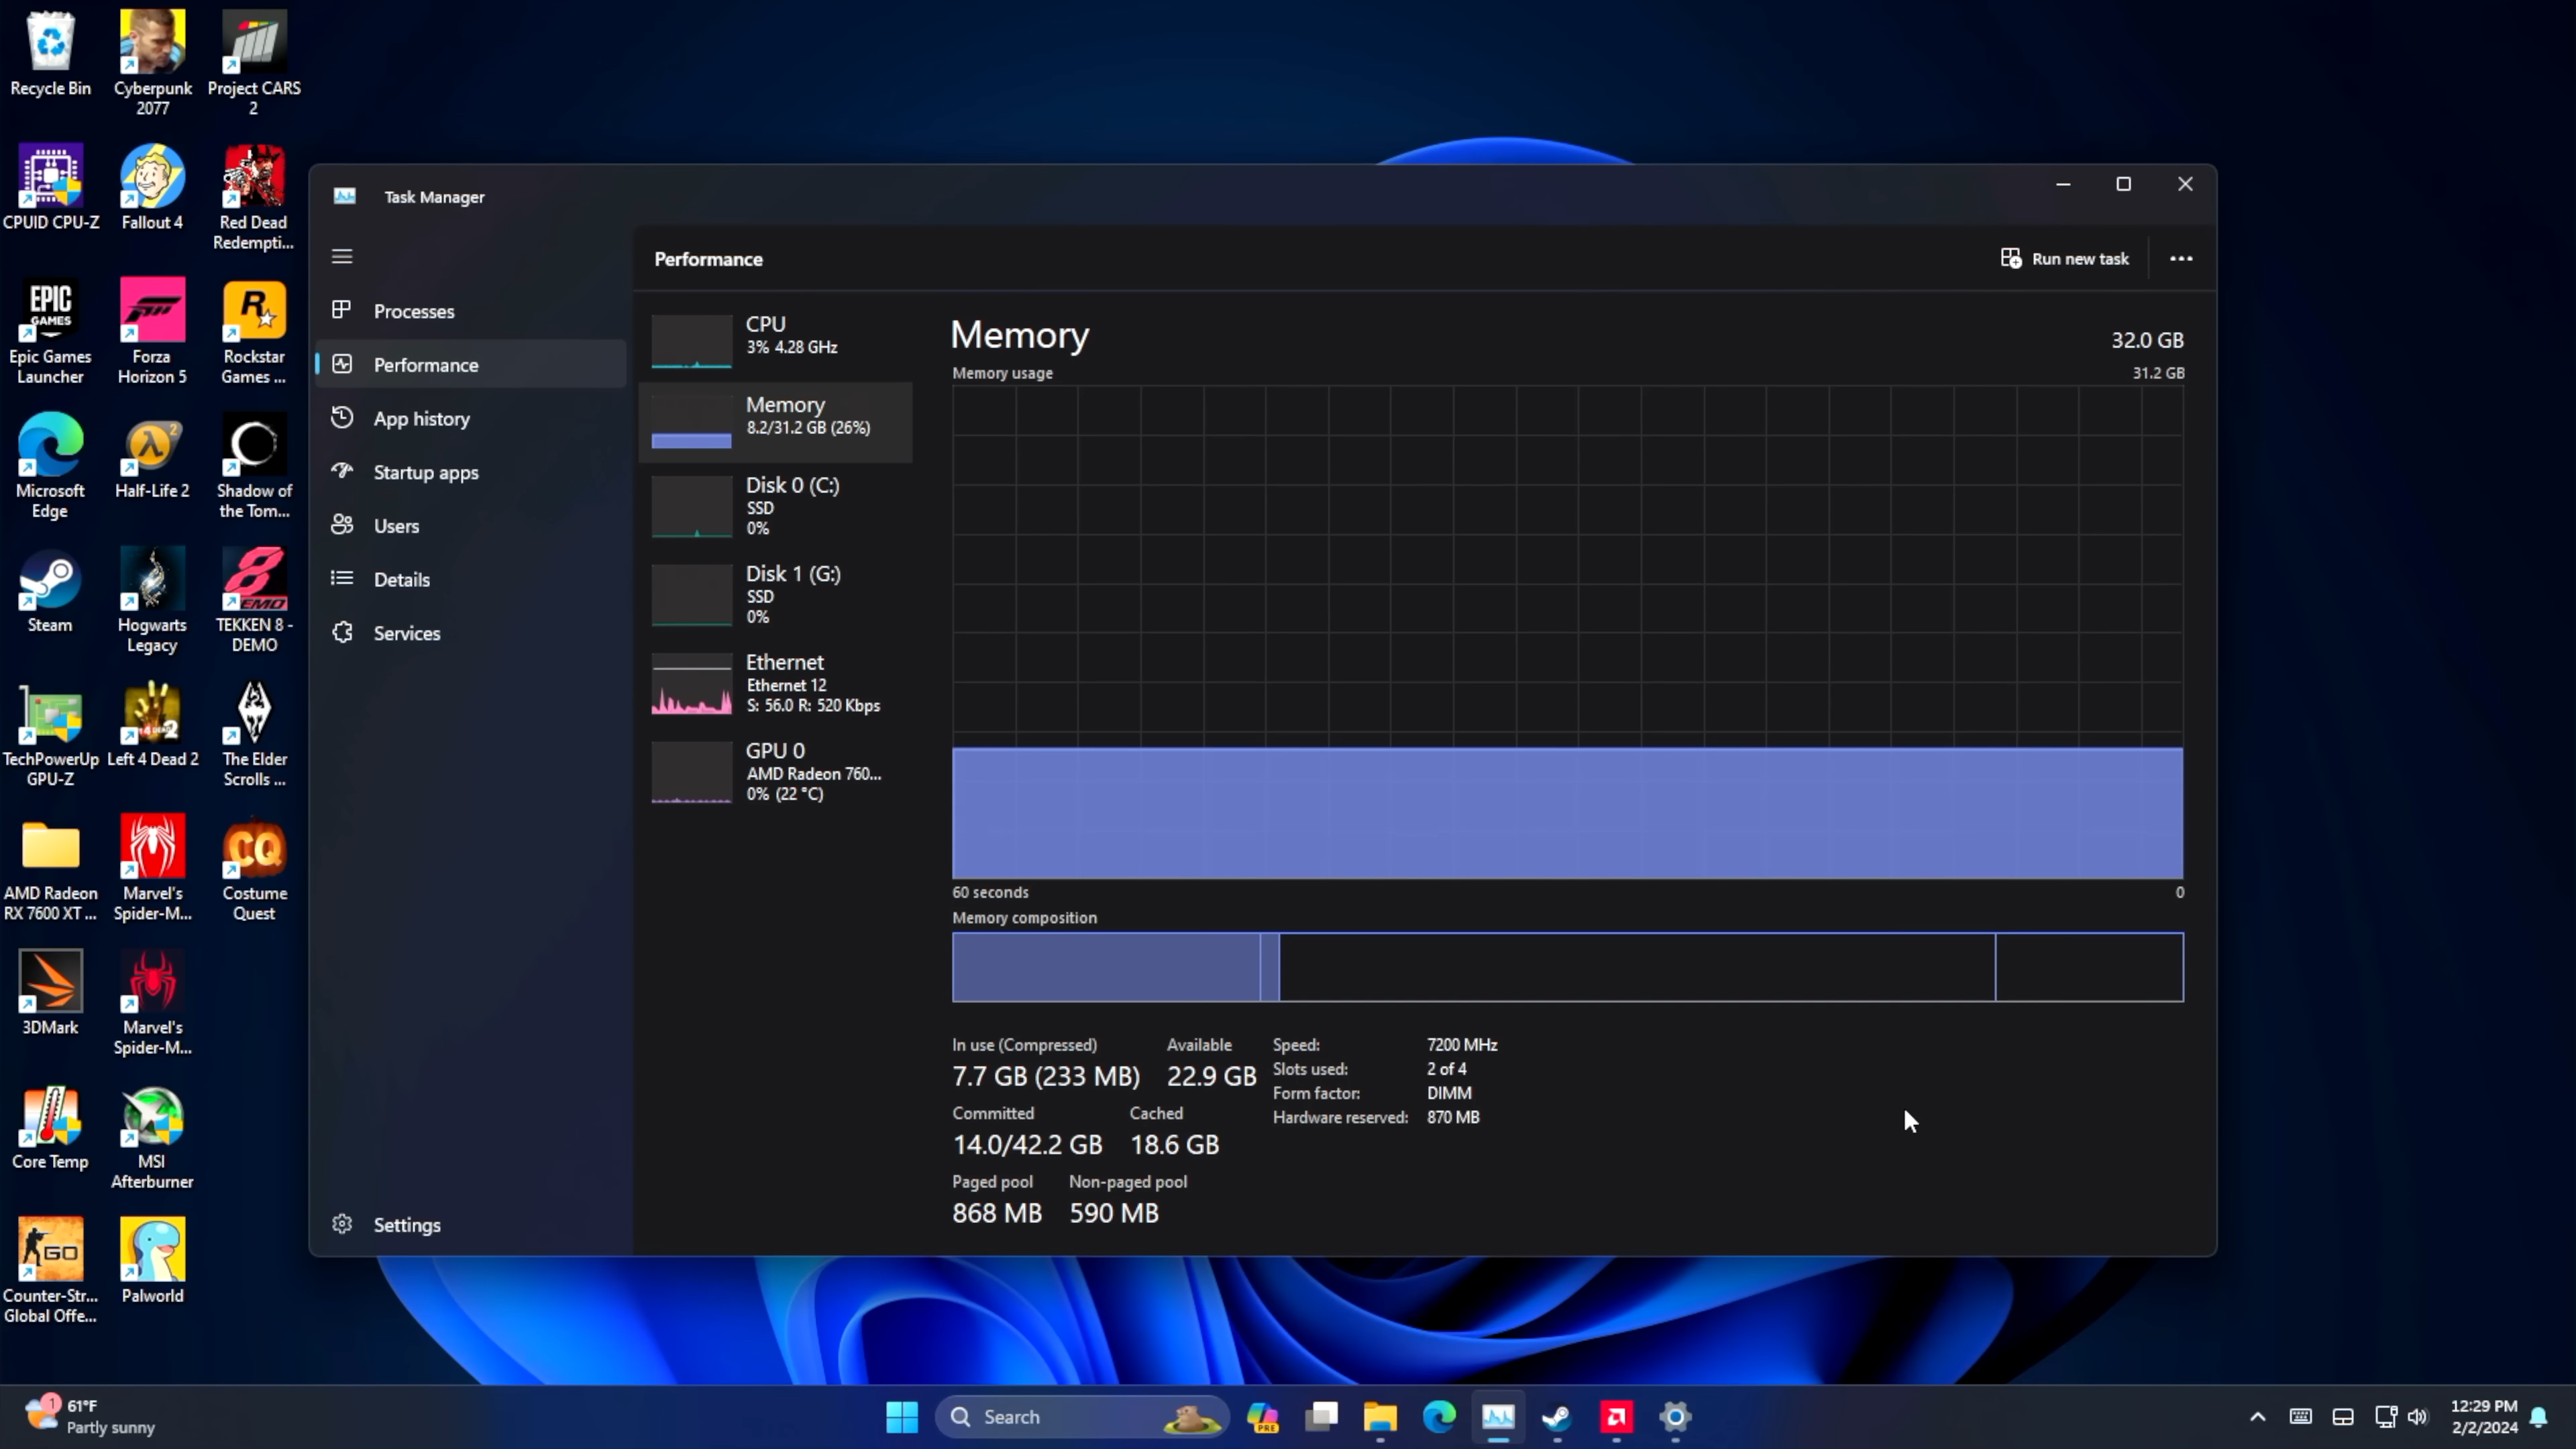 Recycle Bin
Cyberpunk
2077
Project CARS
2
CPUID CPU-Z
Fallout 4
Red Dead
Redempti...
EPIC
GAMES
Epic Games
Launcher
Forza
Horizon 5
R
Rockstar
Games ...
Microsoft
Edge
2
Half-Life 2
Shadow of
the Tom...
Steam
Hogwarts
Legacy
8
EMO
TEKKEN 8 -
DEMO
TechPowerUp
GPU-Z
Left 4 Dead 2
The Elder
Scrolls ...
AMD Radeon
RX 7600 XT ...
Marvel's
Spider-M...
CQ
Costume
Quest
3DMark
Marvel's
Spider-M...
Core Temp
MSI
Afterburner
GO
Counter-Str...
Global Offe...
Palworld
Task Manager
Processes
Performance
App history
Startup apps
Users
Details
Services
Settings
Performance
Run new task
CPU
3% 4.28 GHz
Memory
8.2/31.2 GB (26%)
Disk 0 (C:)
SSD
0%
Disk 1 (G:)
SSD
0%
Ethernet
Ethernet 12
S: 56.0 R: 520 Kbps
GPU 0
AMD Radeon 760...
0% (22 °C)
Memory
32.0 GB
Memory usage
31.2 GB
60 seconds
0
Memory composition
In use (Compressed)
Available
7.7 GB (233 MB)
22.9 GB
Committed
Cached
14.0/42.2 GB
18.6 GB
Paged pool
Non-paged pool
868 MB
590 MB
Speed: 7200 MHz
Slots used: 2 of 4
Form factor: DIMM
Hardware reserved: 870 MB
1
61°F
Partly sunny
Search
PRE
12:29 PM
2/2/2024